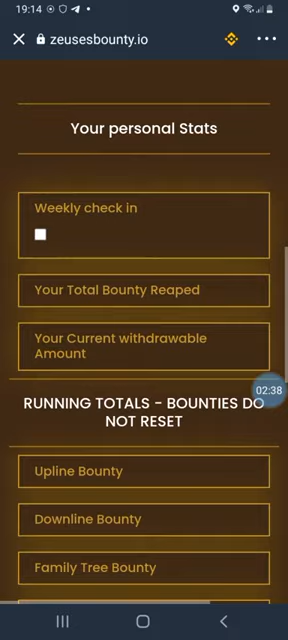 19:14
zeusesbounty.io
Your personal Stats
Weekly check in
Your Total Bounty Reaped
Your Current withdrawable
Amount
02:38
RUNNING TOTALS - BOUNTIES DO
NOT RESET
Upline Bounty
Downline Bounty
Family Tree Bounty